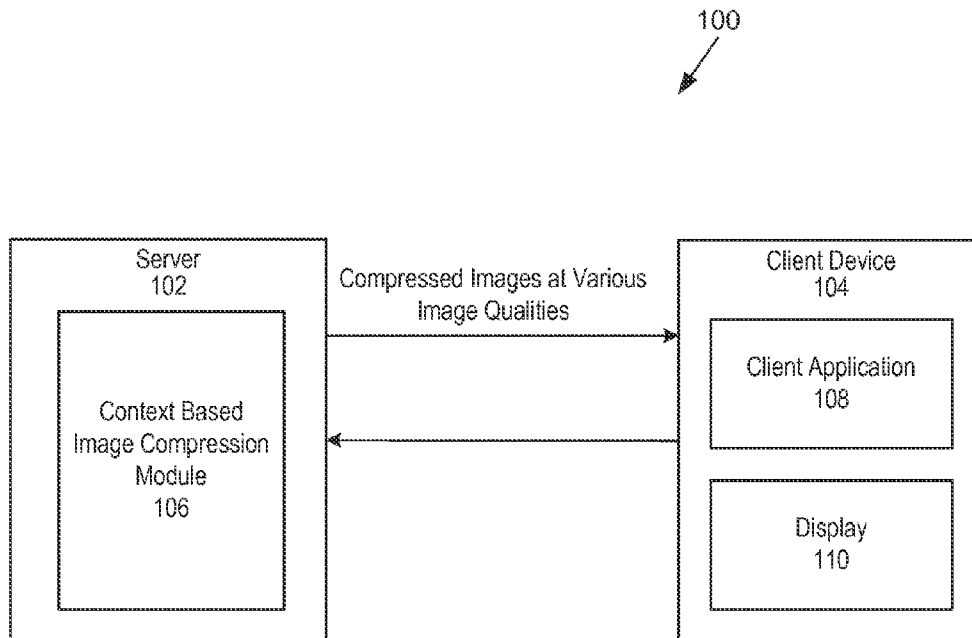 100
Server
102
Context Based
Image Compression
Module
106
Compressed Images at Various
Image Qualities
Client Device
104
Client Application
108
Display
110